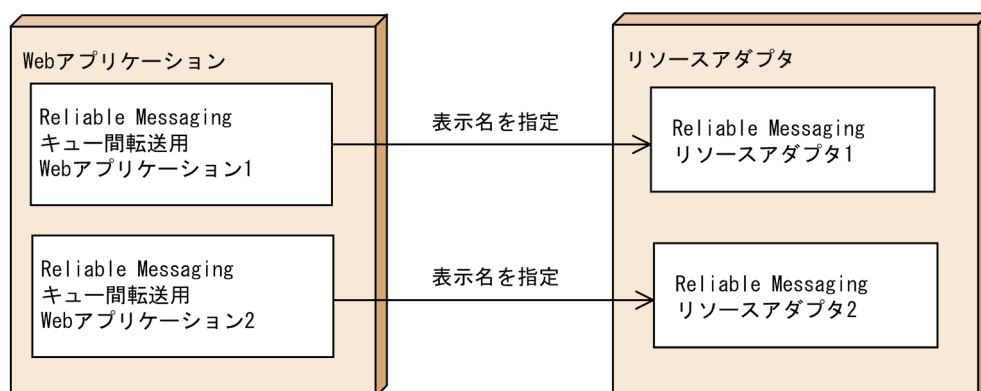 Webアプリケーション
Reliable Messaging
キュー間転送用
Webアプリケーション1
表示名を指定
リソースアダプタ
Reliable Messaging
リソースアダプタ1
Reliable Messaging
キュー間転送用
Webアプリケーション2
表示名を指定
Reliable Messaging
リソースアダプタ2